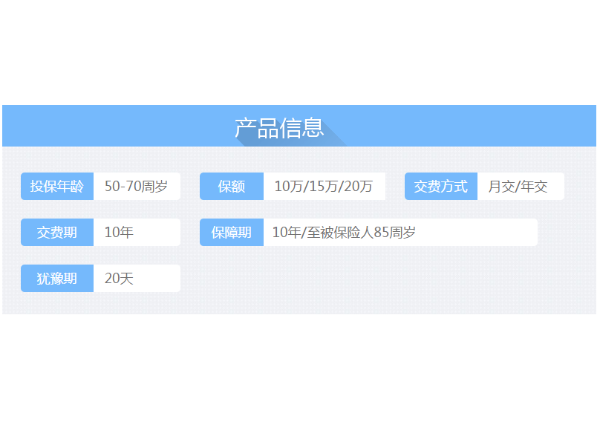 产品信息
投保年龄 50-70周岁 保额 10万/15万/20万 交费方式 月交/年交
交费期 10年 保障期 10年/至被保险人85周岁
犹豫期 20天